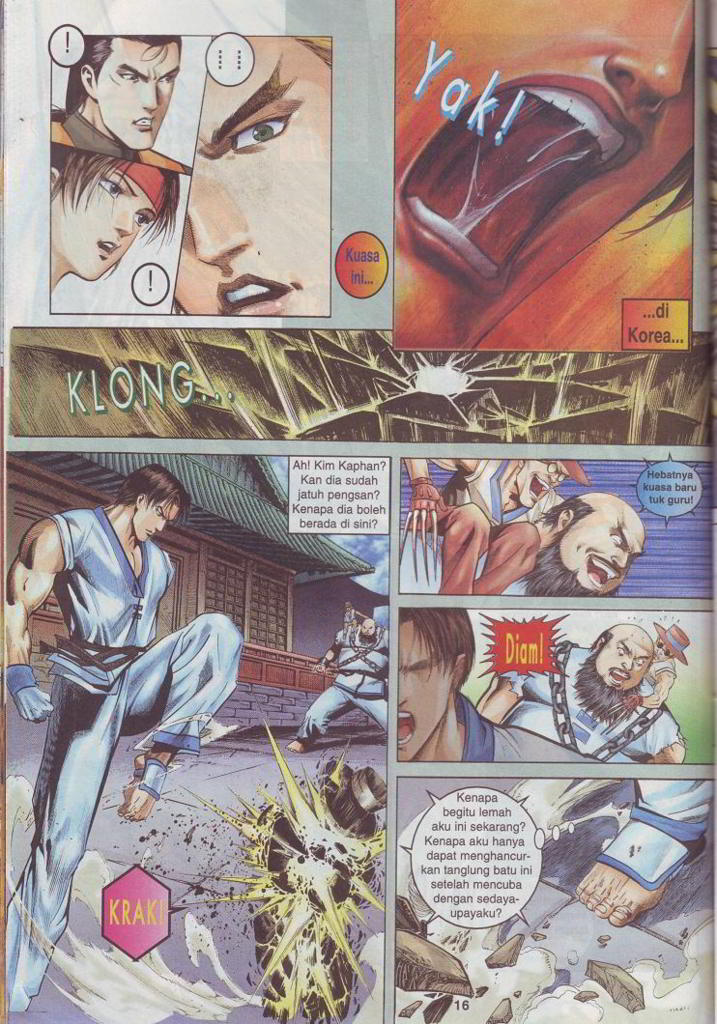 !
...
...
!
Kuasa
ini...
Yak!
...di
Korea...
KLONG...
Ah! Kim Kaphan?
Kan dia sudah
jatuh pengsan?
Kenapa dia boleh
berada di sini?
KRAK!
Hebatnya
kuasa baru
tuk guru!
Diam!
Kenapa
begitu lemah
aku ini sekarang?
Kenapa aku hanya
dapat menghancur-
kan tanglung batu ini
setelah mencuba
dengan sedaya-
upayaku?
16